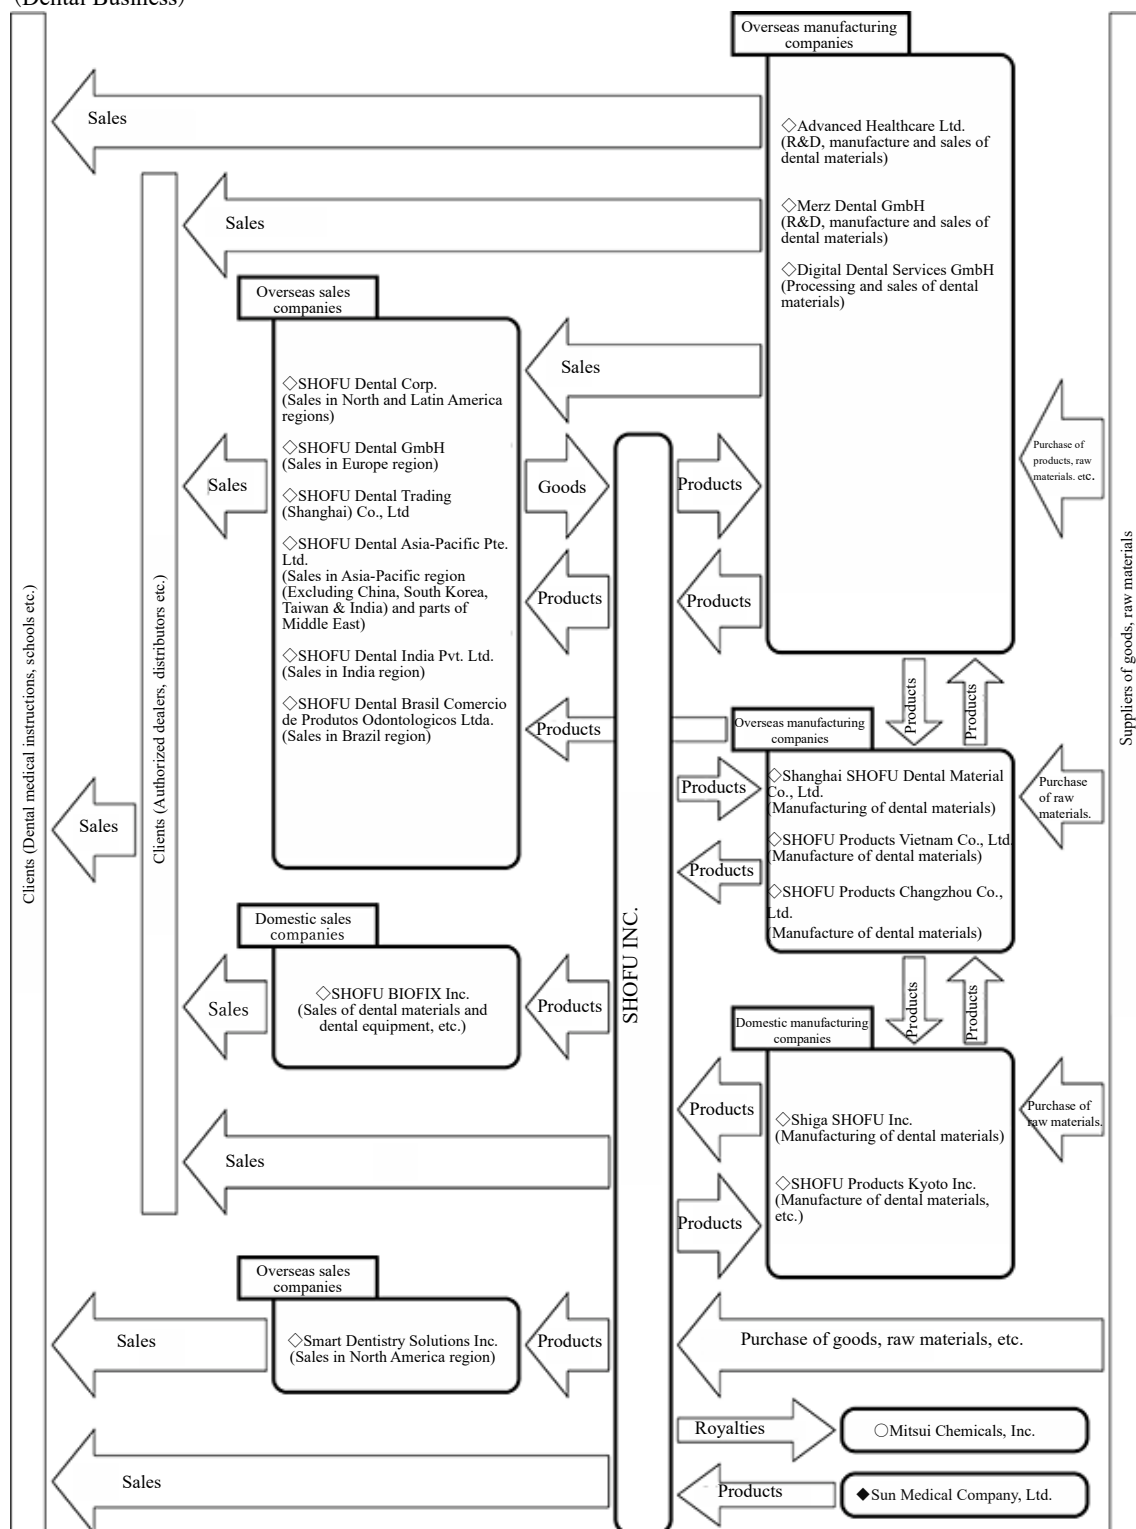 (Dental Business)
Overseas manufacturing
companies
Sales
◇Advanced Healthcare Ltd.
(R&D, manufacture and sales of
dental materials)
◇Merz Dental GmbH
(R&D, manufacture and sales of
dental materials)
Sales
◇Digital Dental Services GmbH
(Processing and sales of dental
materials)
Overseas sales
companies
Sales
◇SHOFU Dental Corp.
(Sales in North and Latin America
regions)
◇SHOFU Dental GmbH
(Sales in Europe region)
◇SHOFU Dental Trading
(Shanghai) Co., Ltd
◇SHOFU Dental Asia-Pacific Pte.
Ltd.
(Sales in Asia-Pacific region
(Excluding China, South Korea,
Taiwan & India) and parts of
Middle East)
◇SHOFU Dental India Pvt. Ltd.
(Sales in India region)
◇SHOFU Dental Brasil Comercio
de Produtos Odontologicos Ltda.
(Sales in Brazil region)
Sales
Goods
Products
Purchase of
products, raw
materials. etc.
Products
Products
Products
Products
Products
Overseas manufacturing
companies
Products
◇Shanghai SHOFU Dental Material
Co., Ltd.
(Manufacturing of dental materials)
◇SHOFU Products Vietnam Co., Ltd.
(Manufacture of dental materials)
◇SHOFU Products Changzhou Co.,
Ltd.
(Manufacture of dental materials)
Purchase
of raw
materials.
Products
Sales
Clients (Dental medical instructions, schools etc.)
Clients (Authorized dealers, distributors etc.)
SHOFU INC.
Suppliers of goods, raw materials
Domestic sales
companies
◇SHOFU BIOFIX Inc.
(Sales of dental materials and
dental equipment, etc.)
Sales
Products
Products
Products
Domestic manufacturing
companies
Products
◇Shiga SHOFU Inc.
(Manufacturing of dental materials)
◇SHOFU Products Kyoto Inc.
(Manufacture of dental materials,
etc.)
Purchase of
raw materials.
Sales
Products
Overseas sales
companies
Sales
◇Smart Dentistry Solutions Inc.
(Sales in North America region)
Products
Purchase of goods, raw materials, etc.
Royalties
○Mitsui Chemicals, Inc.
Sales
Products
◆Sun Medical Company, Ltd.